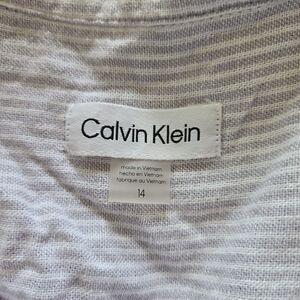 Calvin Klein
made in Vietnam
hecho en Vietnam
fabriqué au Vietnam
14